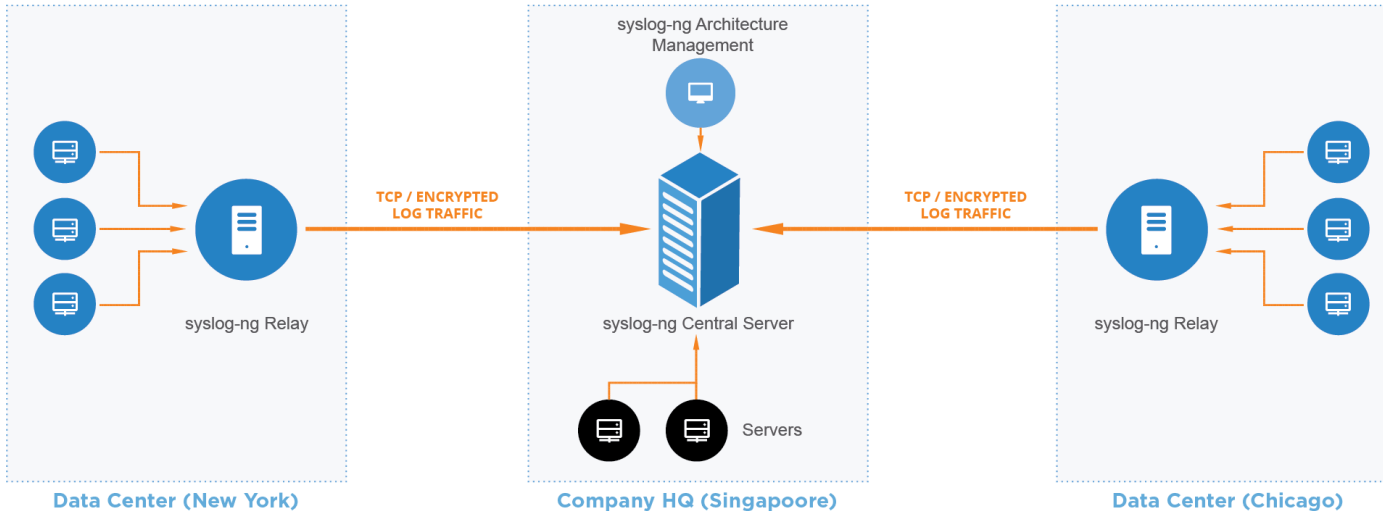 syslog-ng Architecture
Management
TCP / ENCRYPTED
LOG TRAFFIC
TCP / ENCRYPTED
LOG TRAFFIC
syslog-ng Relay
syslog-ng Central Server
syslog-ng Relay
Servers
Data Center (New York)
Company HQ (Singapoore)
Data Center (Chicago)